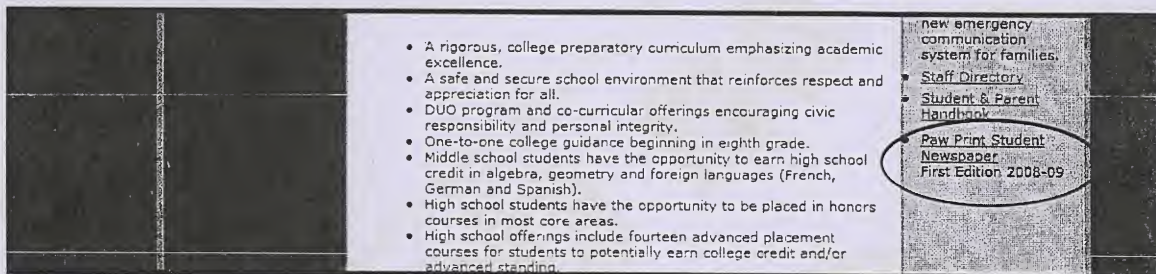 • A rigorous, college preparatory curriculum emphasizing academic
excellence.
• A safe and secure school environment that reinforces respect and
appreciation for all.
• DUO program and co-curricular offerings encouraging civic
responsibility and personal integrity.
• One-to-one college guidance beginning in eighth grade.
• Middle school students have the opportunity to earn high school
credit in algebra, geometry and foreign languages (French,
German and Spanish).
• High school students have the opportunity to be placed in honors
courses in most core areas.
• High school offerings include fourteen advanced placement
courses for students to potentially earn college credit and/or
advanced standing.
new emergency
communication
system for families.
• Staff Directory
• Student & Parent
Handbook
• Paw Print Student
Newspaper
First Edition 2008-09